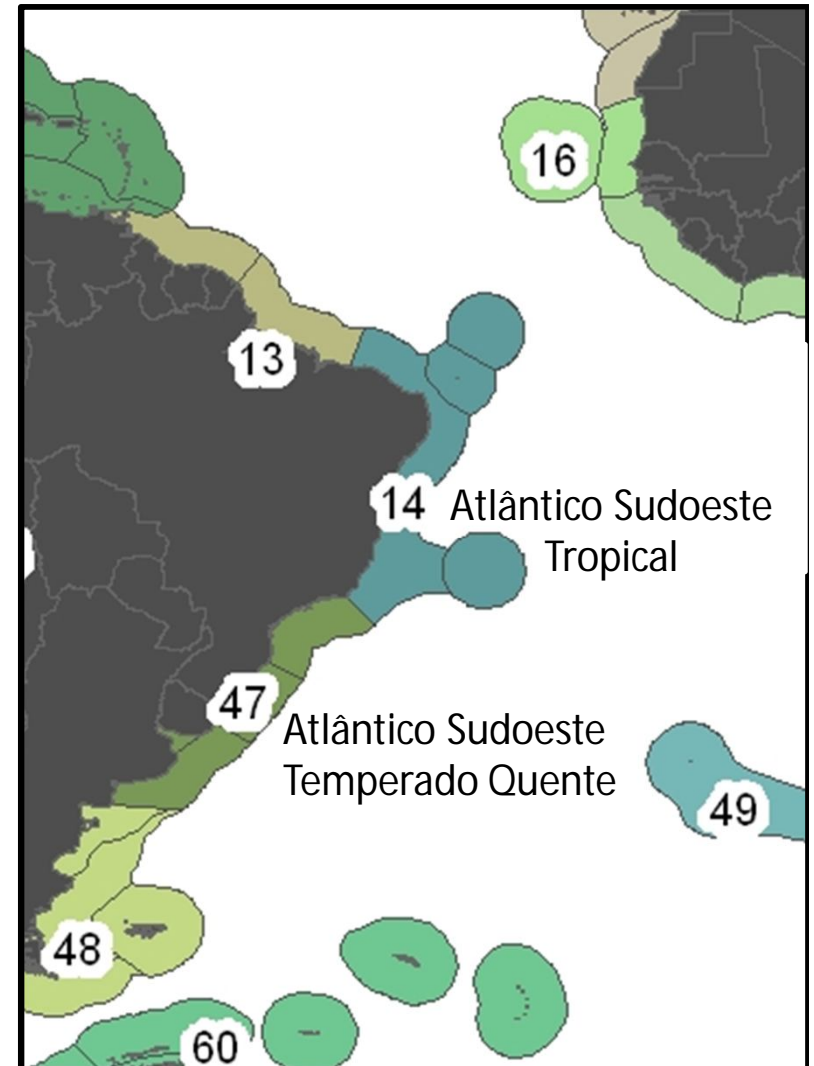 16
13
14 Atlântico Sudoeste
Tropical
47
Atlântico Sudoeste
Temperado Quente
49
48
60